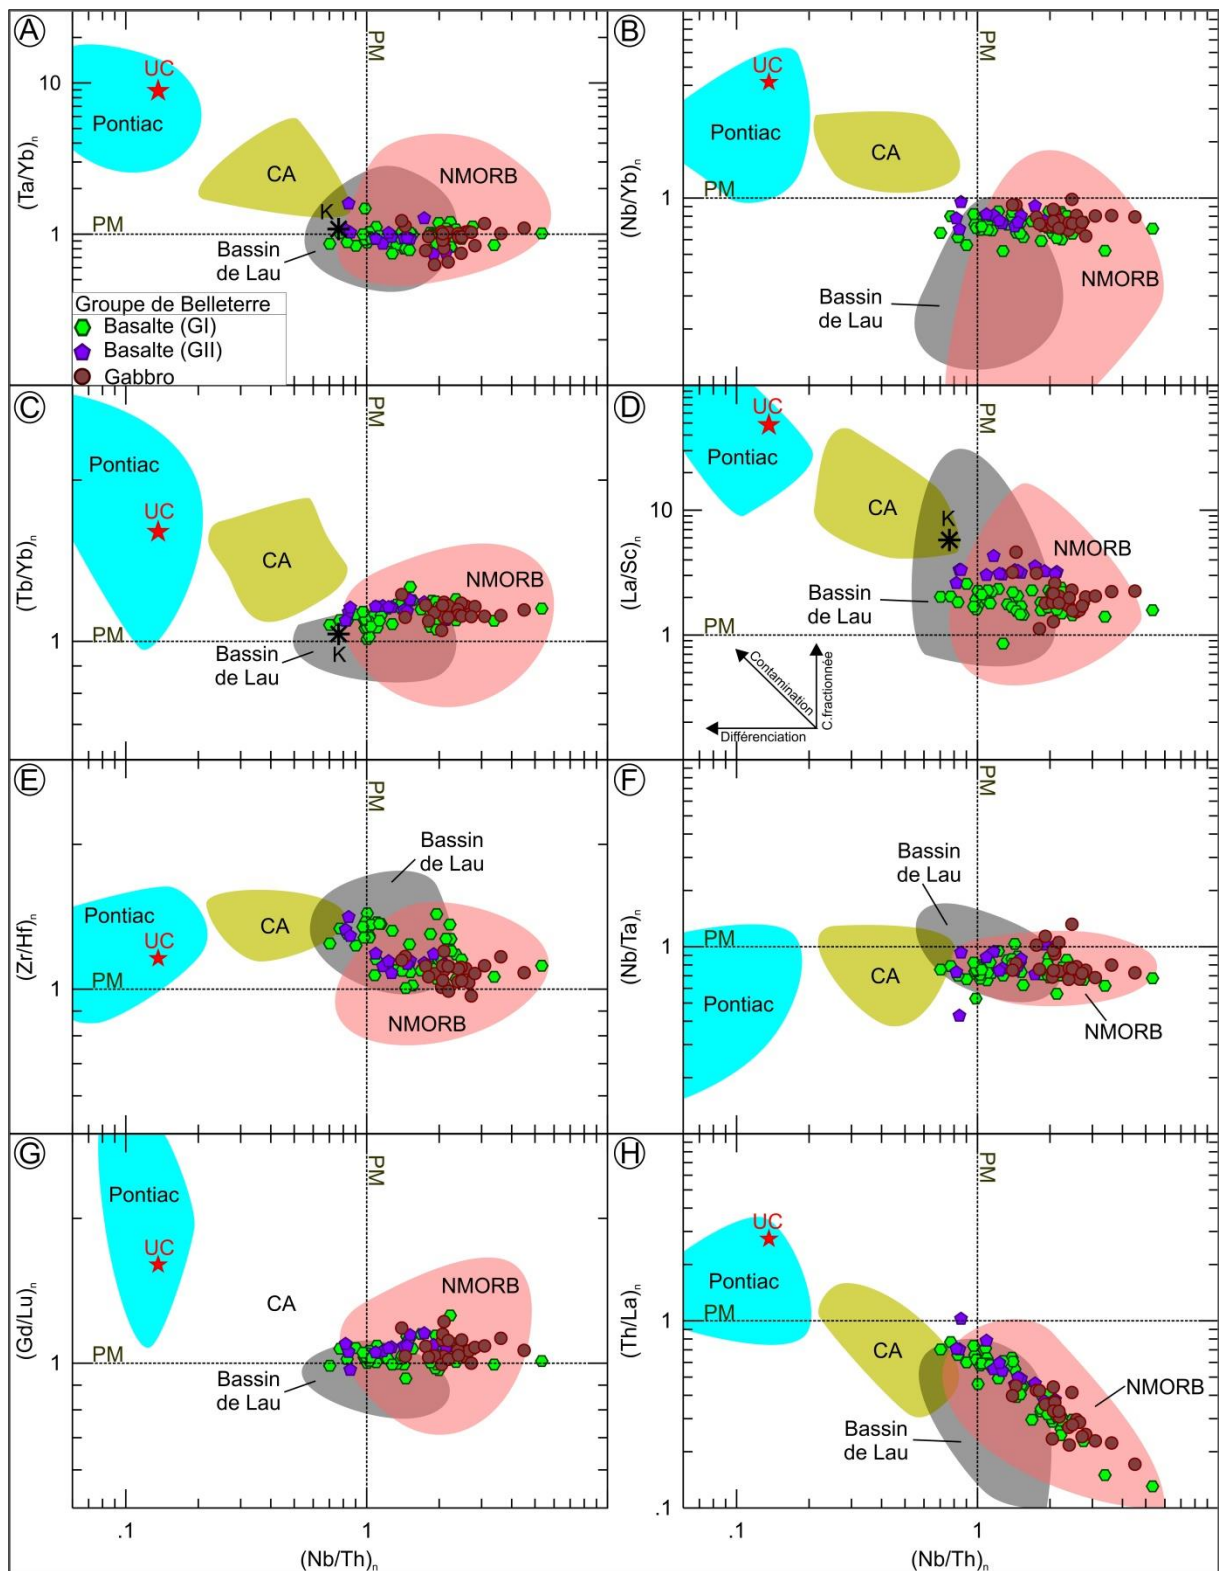 A
PM
UC
10
Pontiac
(Ta/Yb)n
CA
NMORB
K
PM
1
Bassin
de Lau
Groupe de Belleterre
Basalte (GI)
Basalte (GII)
Gabbro
B
PM
UC
Pontiac
CA
(Nb/Yb)n
PM
1
Bassin
de Lau
NMORB
C
PM
Pontiac
UC
CA
NMORB
(Tb/Yb)n
PM
1
K
Bassin
de Lau
D
PM
UC
Pontiac
CA
10
K
NMORB
(La/Sc)n
Bassin
de Lau
PM
1
Contamination
C.fractionnée
Différenciation
E
PM
Bassin
de Lau
Pontiac
CA
UC
(Zr/Hf)n
PM
1
NMORB
F
PM
Bassin
de Lau
PM
1
(Nb/Ta)n
CA
Pontiac
NMORB
G
PM
Pontiac
UC
CA
NMORB
(Gd/Lu)n
PM
1
Bassin
de Lau
.1
1
(Nb/Th)n
H
PM
UC
Pontiac
PM
1
(Th/La)n
CA
NMORB
Bassin
de Lau
.1
.1
1
(Nb/Th)n